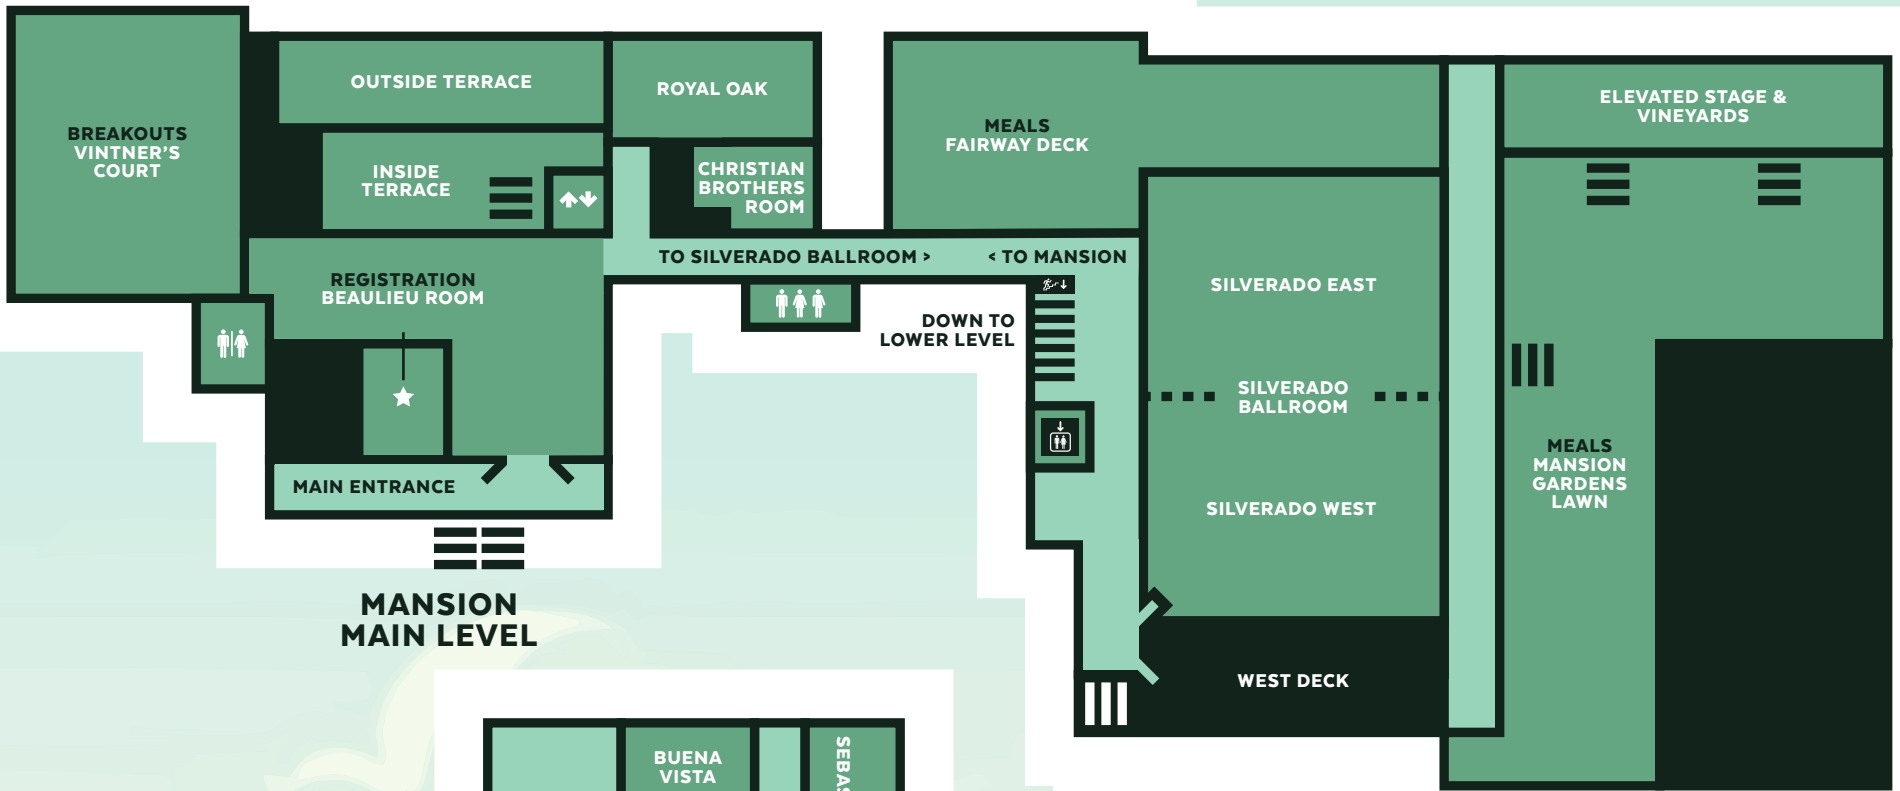 BREAKOUTS
VINTNER'S
COURT
OUTSIDE TERRACE
ROYAL OAK
INSIDE
TERRACE
CHRISTIAN
BROTHERS
ROOM
MEALS
FAIRWAY DECK
ELEVATED STAGE &
VINEYARDS
TO SILVERADO BALLROOM >
< TO MANSION
REGISTRATION
BEAULIEU ROOM
DOWN TO
LOWER LEVEL
SILVERADO EAST
SILVERADO
BALLROOM
SILVERADO WEST
MEALS
MANSION
GARDENS
LAWN
MAIN ENTRANCE
MANSION
MAIN LEVEL
WEST DECK
BUENA
VISTA